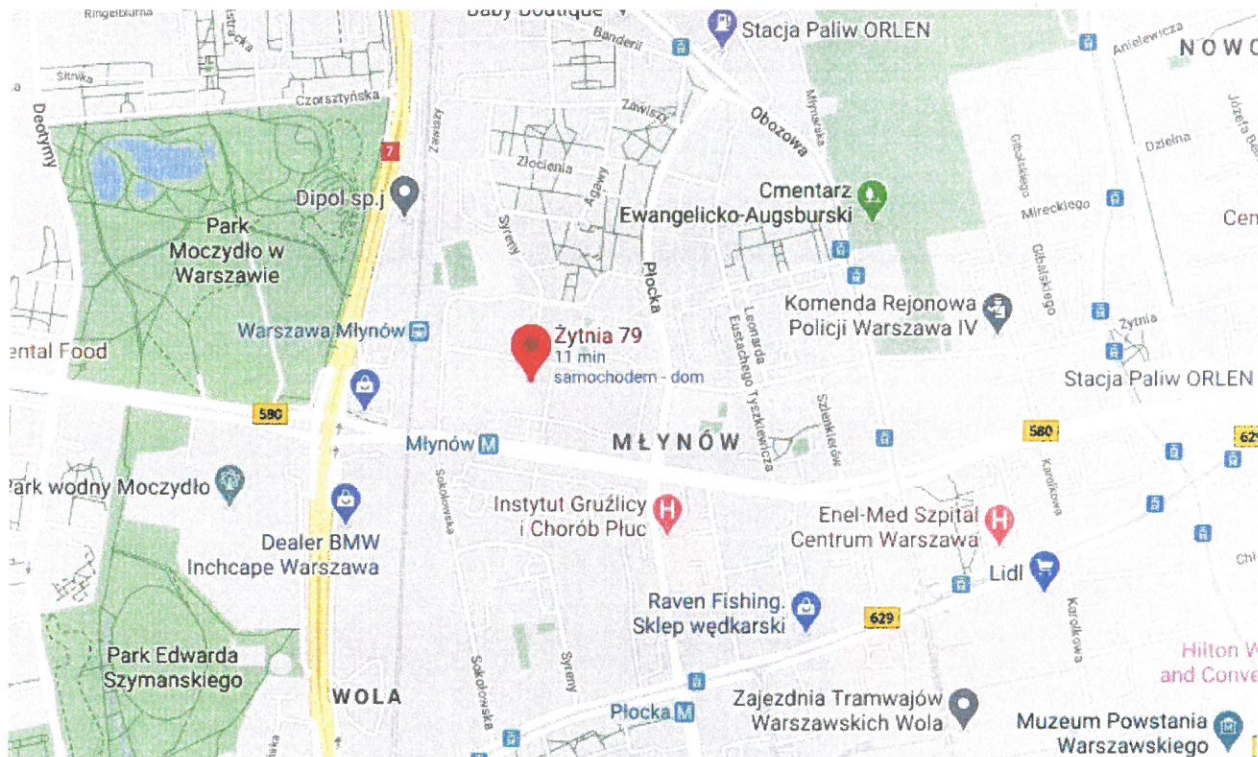 Ringelbluma
Sitnika
Deotymy
Czorsztyńska
Zawiszy
7
Baby Boutique
Banderii
Stacja Paliw ORLEN
Anielewicza
Zawiszy
Obozowa
Młynarska
Złocienia
Agawy
Syreny
Płocka
Dipol sp.j
Park
Moczydło w
Warszawie
Cmentarz
Ewangelicko-Augsburski
Gibalskiego
Mireckiego
Dzielna
Gibalskiego
Warszawa Młynów
Żytnia 79
11 min
samochodem - dom
Komenda Rejonowa
Policji Warszawa IV
Leonarda
Eustachego Tyszkiewicza
Szlenkierów
Żytnia
Stacja Paliw ORLEN
ental Food
580
Młynów M
MŁYNÓW
580
Park wodny Moczydło
Sokołowska
Instytut Gruźlicy
i Chorób Płuc
Enel-Med Szpital
Centrum Warszawa
Karolkowa
Dealer BMW
Inchcape Warszawa
Lidl
Raven Fishing.
Sklep wędkarski
629
Karolkowa
Park Edwarda
Szymanskiego
WOLA
Sokołowska
Syreny
Płocka M
Zajezdnia Tramwajów
Warszawskich Wola
Hilton W
and Conve
Muzeum Powstania
Warszawskiego